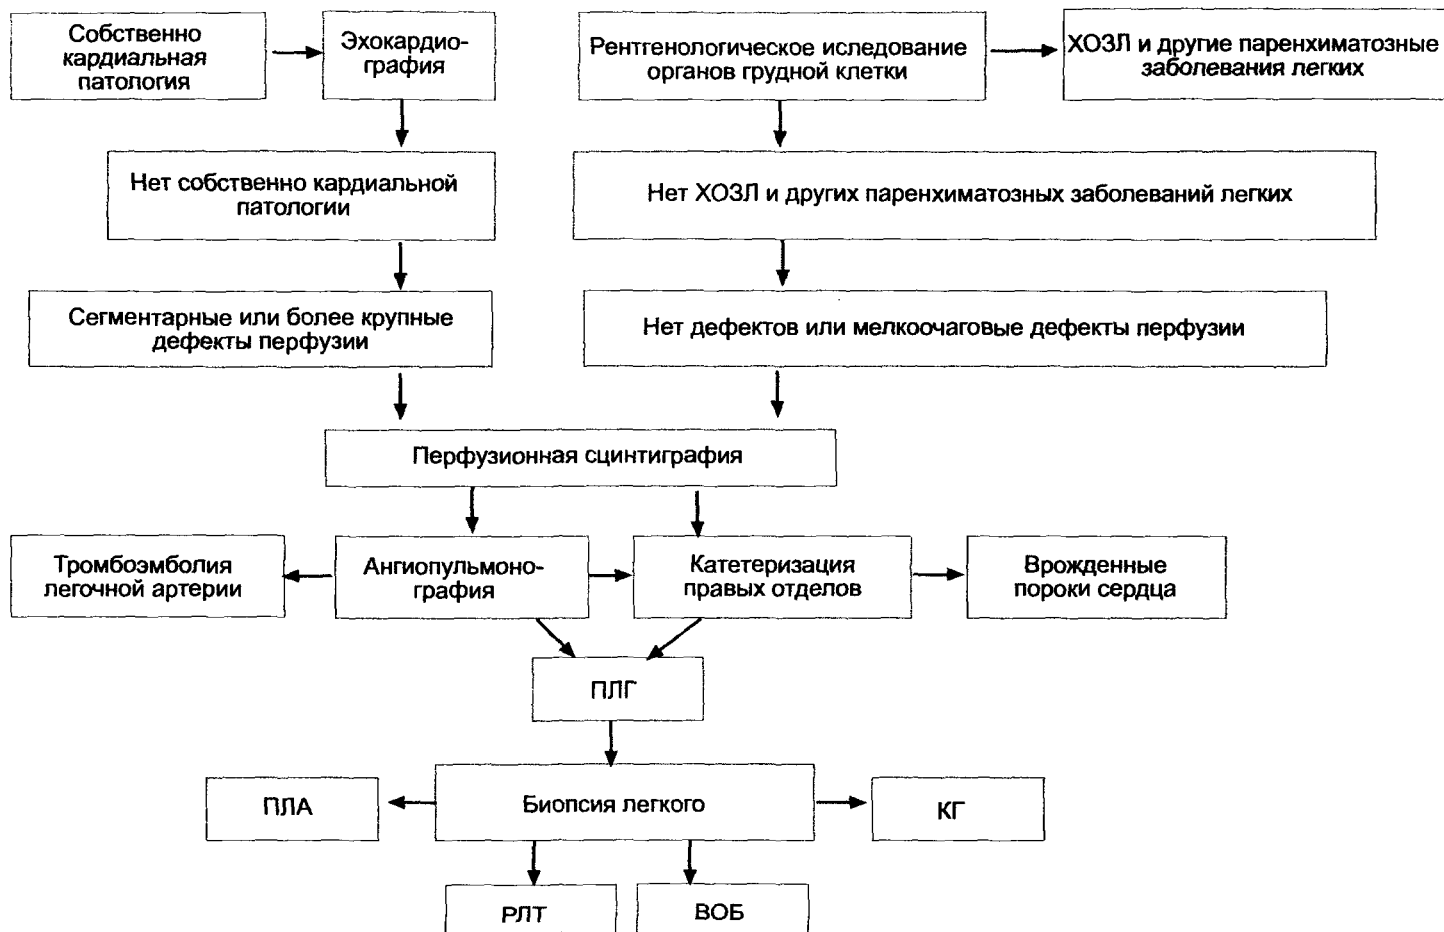 Собственно
кардиальная
патология
Эхокардио-
графия
Рентгенологическое иследование
органов грудной клетки
ХОЗЛ и другие паренхиматозные
заболевания легких
Нет собственно кардиальной
патологии
Нет ХОЗЛ и других паренхиматозных заболеваний легких
Сегментарные или более крупные
дефекты перфузии
Нет дефектов или мелкоочаговые дефекты перфузии
Перфузионная сцинтиграфия
Тромбоэмболия
легочной артерии
Ангиопульмоно-
графия
Катетеризация
правых отделов
Врожденные
пороки сердца
ПЛГ
ПЛА
Биопсия легкого
КГ
РЛТ
ВОБ